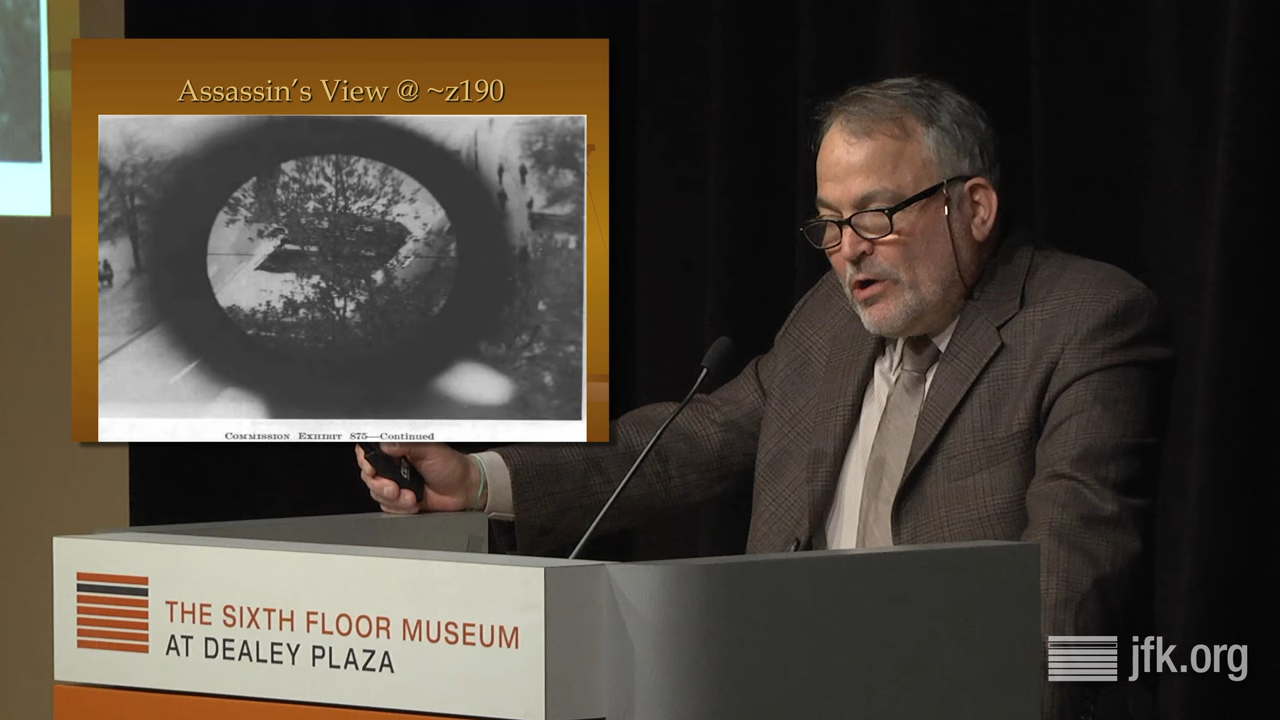 Assassin's View @ ~z190
COMMISSION EXHIBIT 875—Continued
THE SIXTH FLOOR MUSEUM
AT DEALEY PLAZA
jfk.org